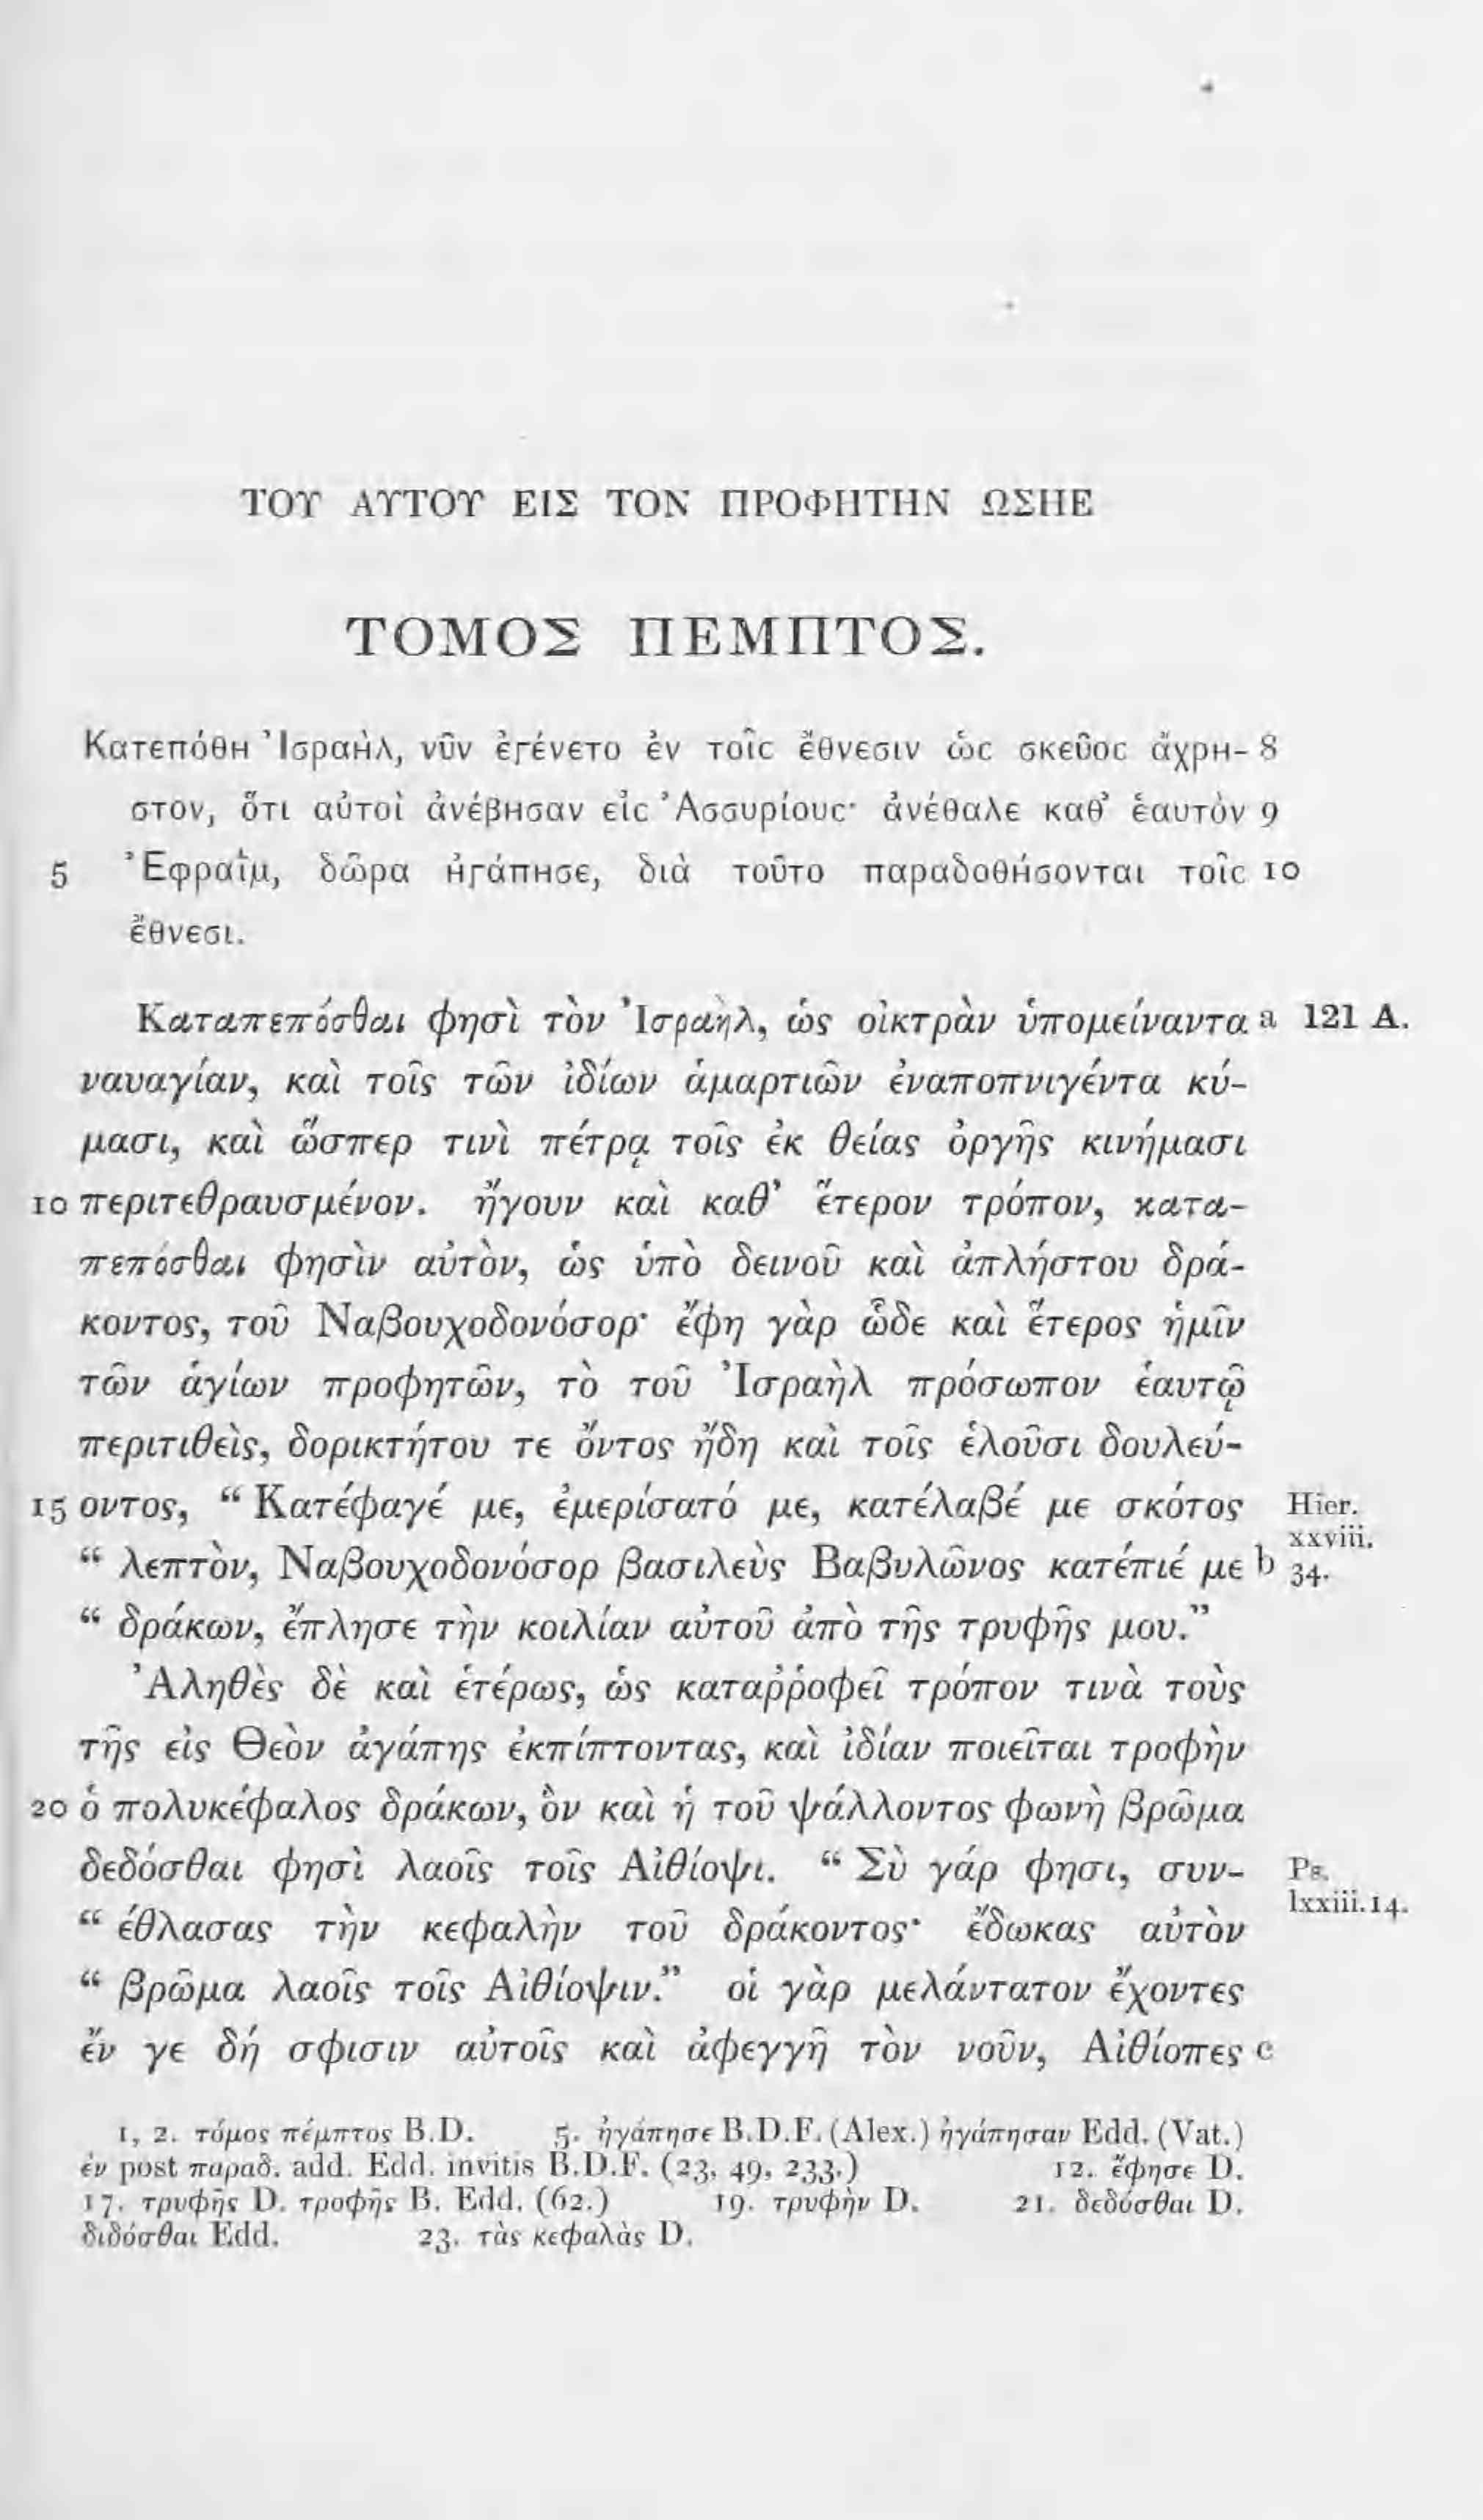 ΤΟΥ ΑΥΤΟΥ ΕΙΣ ΤΟΝ ΠΡΟΦΗΤΗΝ ΩΣΗΕ
ΤΟΜΟΣ ΠΕΜΠΤΟΣ.
Κατεπόθη Ἰσραὴλ, νῦν ἐγένετο ἐν τοῖς ἔθνεσιν ὡς σκεῦος ἄχρη- 8
στον, ὅτι αὐτοὶ ἀνέβησαν εἰς Ἀσσυρίους· ἀνέθαλε καθ’ ἑαυτὸν 9
5 Ἐφραῒμ, δῶρα ἠγάπησε, διὰ τοῦτο παραδοθήσονται τοῖς 10
ἔθνεσι.
Καταπεπόσθαι φησὶ τὸν Ἰσραὴλ, ὡς οἰκτρὰν ὑπομείναντα a 121 A.
ναυαγίαν, καὶ τοῖς τῶν ἰδίων ἁμαρτιῶν ἐναποπνιγέντα κύ-
μασι, καὶ ὥσπερ τινὶ πέτρᾳ τοῖς ἐκ θείας ὀργῆς κινήμασι
10 περιτεθραυσμένον. ἤγουν καὶ καθ’ ἕτερον τρόπον, κατα-
πεπόσθαι φησὶν αὐτὸν, ὡς ὑπὸ δεινοῦ καὶ ἀπλήστου δρά-
κοντος, τοῦ Ναβουχοδονόσορ· ἔφη γὰρ ὧδε καὶ ἕτερος ἡμῖν
τῶν ἁγίων προφητῶν, τὸ τοῦ Ἰσραὴλ πρόσωπον ἑαυτῷ
περιτιθεὶς, δορικτήτου τε ὄντος ἤδη καὶ τοῖς ἑλοῦσι δουλεύ-
15 οντος, “ Κατέφαγέ με, ἐμερίσατό με, κατέλαβέ με σκότος Hier.
xxviii.
“ λεπτὸν, Ναβουχοδονόσορ βασιλεὺς Βαβυλῶνος κατέπιέ με b 34.
“ δράκων, ἔπλησε τὴν κοιλίαν αὐτοῦ ἀπὸ τῆς τρυφῆς μου.”
Ἀληθὲς δὲ καὶ ἑτέρως, ὡς καταῤῥοφεῖ τρόπον τινὰ τοὺς
τῆς εἰς Θεὸν ἀγάπης ἐκπίπτοντας, καὶ ἰδίαν ποιεῖται τροφὴν
20 ὁ πολυκέφαλος δράκων, ὃν καὶ ἡ τοῦ ψάλλοντος φωνὴ βρῶμα
δεδόσθαι φησὶ λαοῖς τοῖς Αἰθίοψι. “ Σὺ γάρ φησι, συν- Ps.
lxxiii. 14.
“ έθλασας τὴν κεφαλὴν τοῦ δράκοντος· ἔδωκας αὐτὸν
“ βρῶμα λαοῖς τοῖς Αἰθίοψιν.” οἱ γὰρ μελάντατον ἔχοντες
ἔν γε δή σφισιν αὐτοῖς καὶ ἀφεγγῆ τὸν νοῦν, Αἰθίοπες c
1, 2. τόμος πέμπτος B.D. 5. ἠγάπησε B.D.F. (Alex.) ἠγάπησαν Edd. (Vat.)
ἐν post παραδ. add. Edd. invitis B.D.F. (23, 49, 233.) 12. ἔφησε D.
17. τρυφῆς D. τροφῆς B. Edd. (62.) 19. τρυφὴν D. 21. δεδόσθαι D.
διδόσθαι Edd. 23. τὰς κεφαλὰς D.